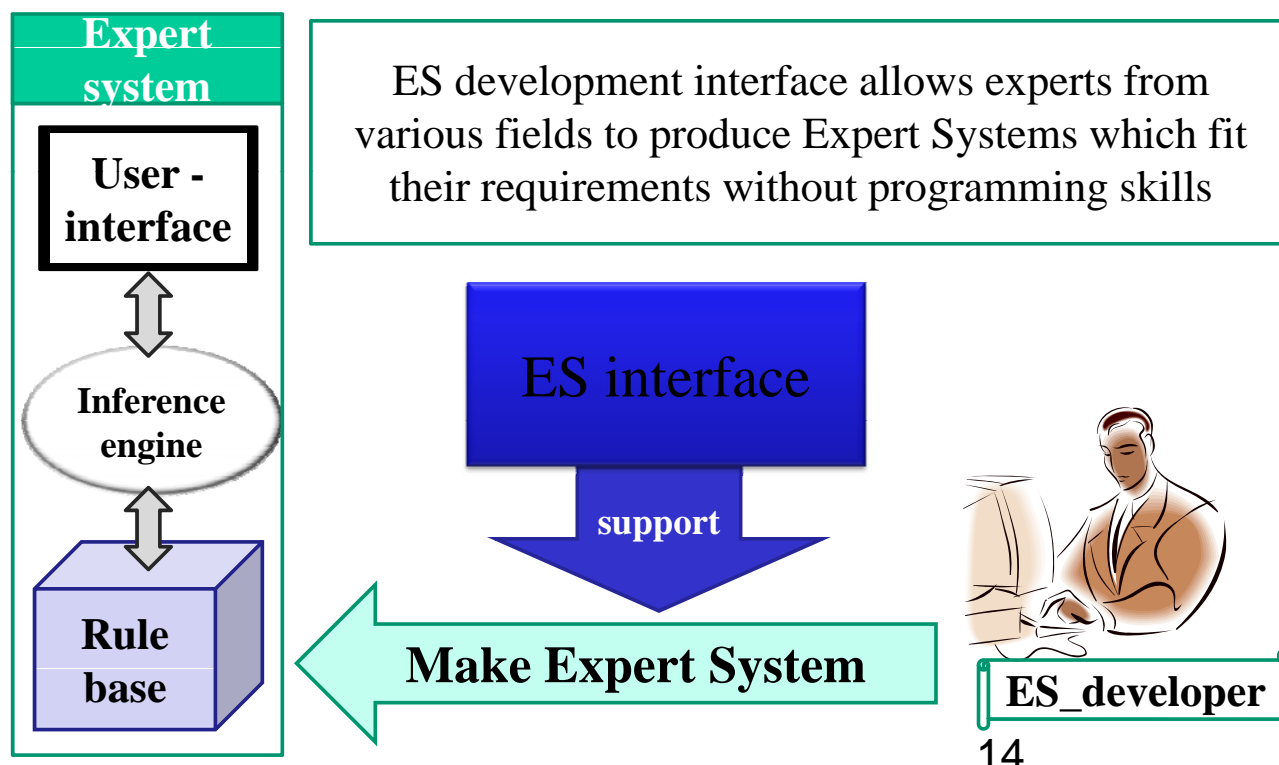 Expert
system
User -
interface
Inference
engine
Rule
base
ES development interface allows experts from
various fields to produce Expert Systems which fit
their requirements without programming skills
ES interface
support
Make Expert System
ES_developer
14